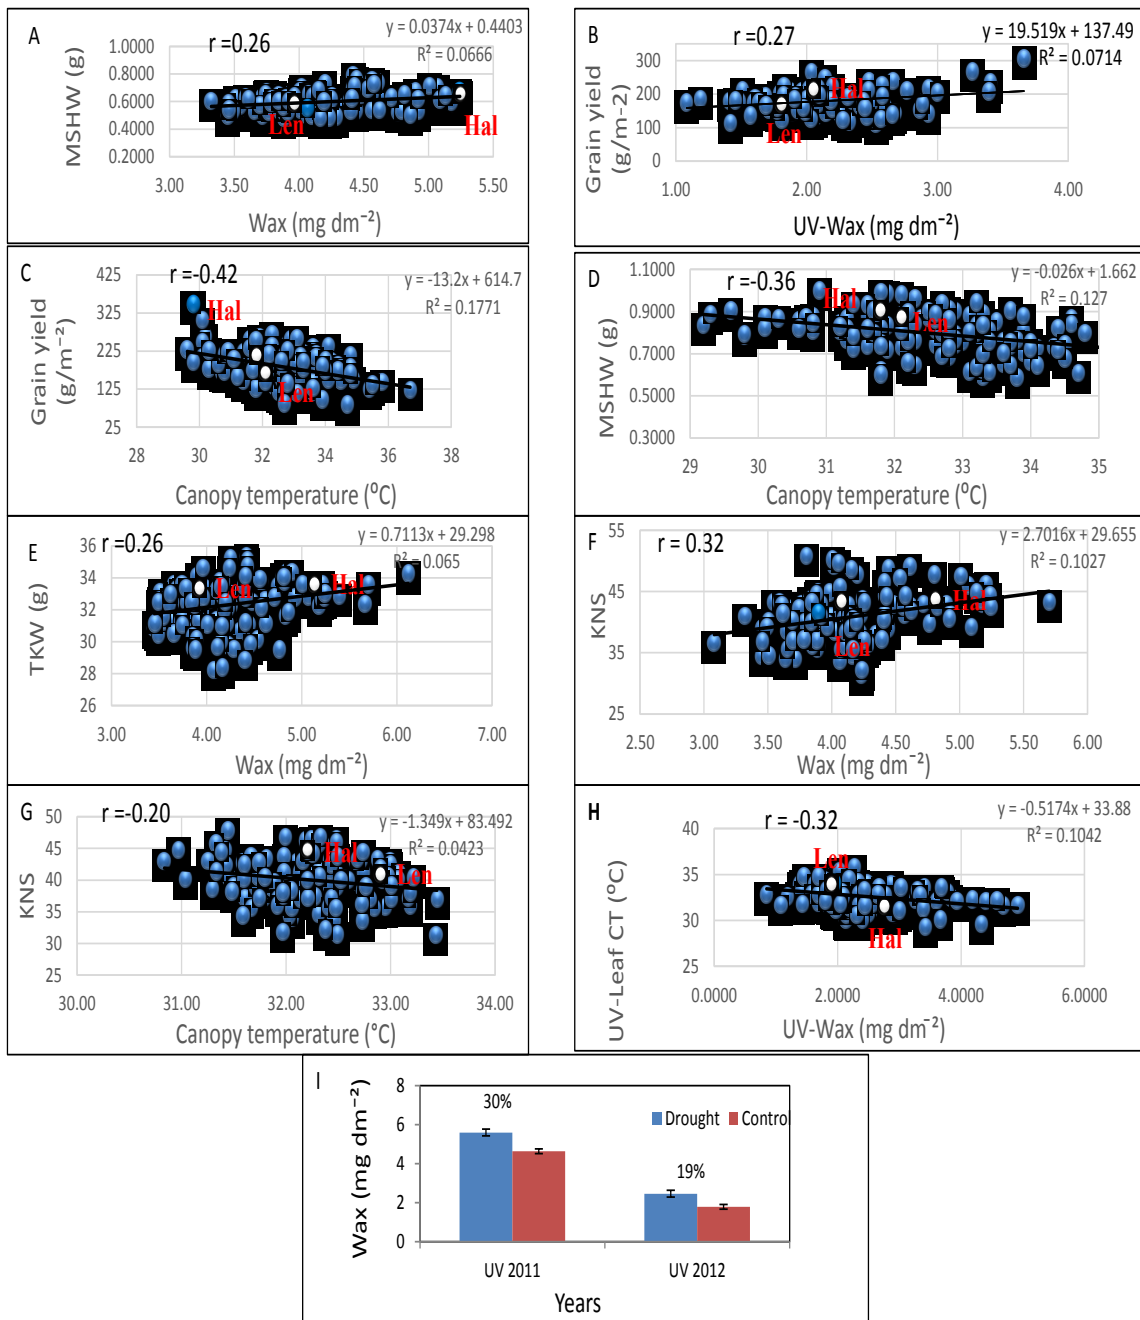 A
r =0.26
y = 0.0374x + 0.4403
R² = 0.0666
MSHW (g)
1.0000
0.8000
0.6000
0.4000
0.2000
Len
Hal
3.00 3.50 4.00 4.50 5.00 5.50
Wax (mg dm⁻²)
B
r=0.27
y = 19.519x + 137.49
R² = 0.0714
Grain yield
(g/m-2)
300
200
100
0
Hal
Len
1.00 2.00 3.00 4.00
UV-Wax (mg dm⁻²)
C
r =-0.42
y = -13.2x + 614.7
R² = 0.1771
Grain yield
(g/m⁻²)
425
325
225
125
25
Hal
Len
28 30 32 34 36 38
Canopy temperature (⁰C)
D
r =-0.36
y = -0.026x + 1.662
R² = 0.127
MSHW (g)
1.1000
0.9000
0.7000
0.5000
0.3000
Hal
Len
29 30 31 32 33 34 35
Canopy temperature (⁰C)
E
r =0.26
y = 0.7113x + 29.298
R² = 0.065
TKW (g)
36
34
32
30
28
26
Len
Hal
3.00 4.00 5.00 6.00 7.00
Wax (mg dm⁻²)
F
r = 0.32
y = 2.7016x + 29.655
R² = 0.1027
KNS
55
45
35
25
Hal
Len
2.50 3.00 3.50 4.00 4.50 5.00 5.50 6.00
Wax (mg dm⁻²)
G
r =-0.20
y = -1.349x + 83.492
R² = 0.0423
KNS
50
45
40
35
30
25
Hal
Len
30.00 31.00 32.00 33.00 34.00
Canopy temperature (°C)
H
r = -0.32
y = -0.5174x + 33.88
R² = 0.1042
UV-Leaf CT (°C)
40
35
30
25
Len
Hal
0.0000 2.0000 4.0000 6.0000
UV-Wax (mg dm⁻²)
I
Wax (mg dm⁻²)
8
6
4
2
0
30%
19%
Drought Control
UV 2011 UV 2012
Years